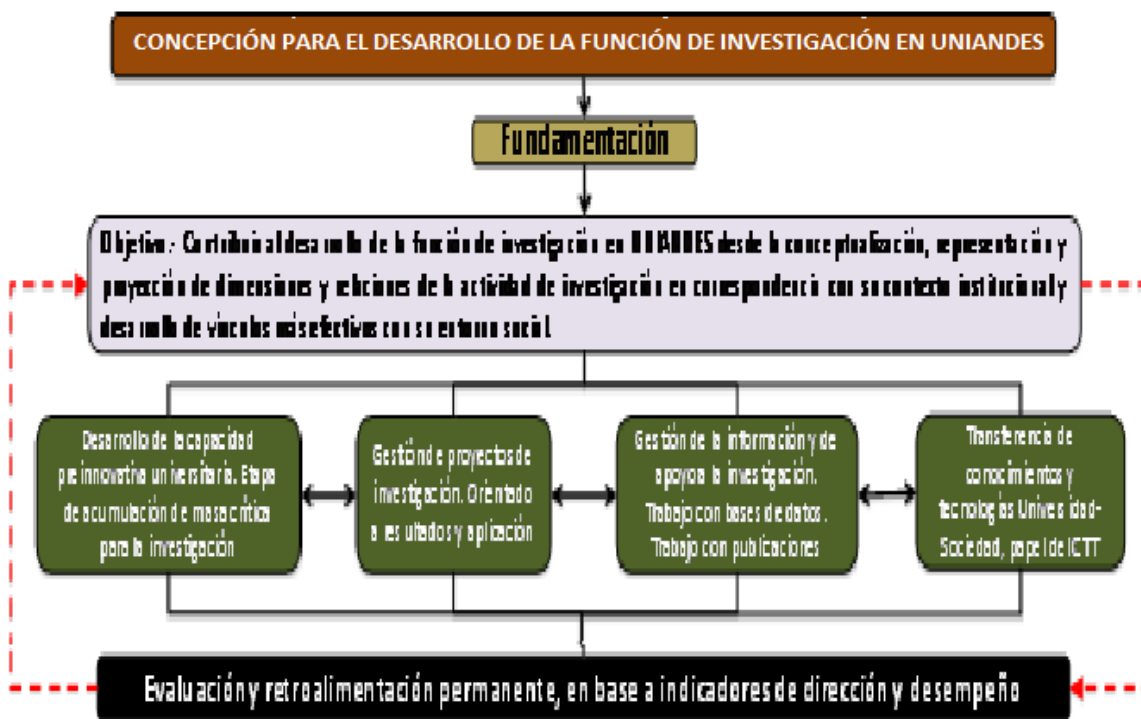 CONCEPCIÓN PARA EL DESARROLLO DE LA FUNCIÓN DE INVESTIGACIÓN EN UNIANDES
Fundamentación
Objetivo.- Contribuir al desarrollo de la función de investigación en UNIANDES desde la conceptualización, representación y
proyección de dimensiones y relaciones de la actividad de investigación en correspondencia con su contexto institucional y
desarrollo de vínculos más efectivos con su entorno social.
Desarrollo de la capacidad
pre innovativa universitaria. Etapa
de acumulación de masa crítica
para la investigación
Gestión de proyectos de
investigación. Orientado
a resultados y aplicación
Gestión de la información y de
apoyo a la investigación.
Trabajo con bases de datos.
Trabajo con publicaciones
Transferencia de
conocimientos y
tecnologías Universidad-
Sociedad, papel de ICTT
Evaluación y retroalimentación permanente, en base a indicadores de dirección y desempeño